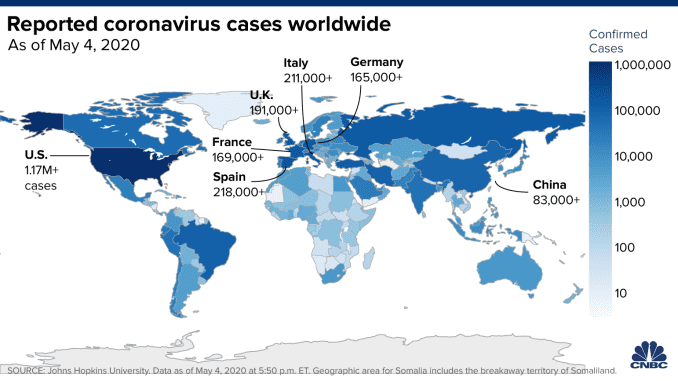 Reported coronavirus cases worldwide
As of May 4, 2020
Confirmed
Cases
1,000,000
100,000
10,000
1,000
100
10
Italy
211,000+
Germany
165,000+
U.K.
191,000+
France
169,000+
Spain
218,000+
U.S.
1.17M+
cases
China
83,000+
CNBC
SOURCE: Johns Hopkins University. Data as of May 4, 2020 at 5:50 p.m. ET. Geographic area for Somalia includes the breakaway territory of Somaliland.